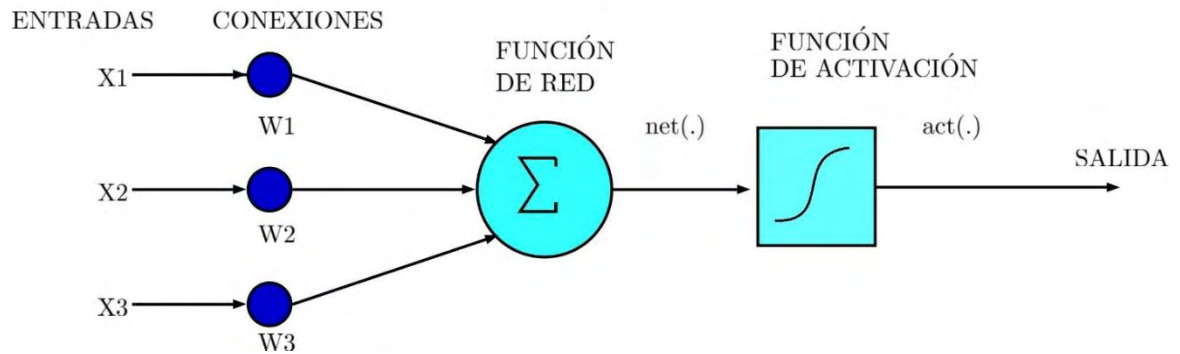 ENTRADAS
CONEXIONES
X1
W1
X2
W2
X3
W3
FUNCIÓN
DE RED
Σ
net(.)
FUNCIÓN
DE ACTIVACIÓN
act(.)
SALIDA